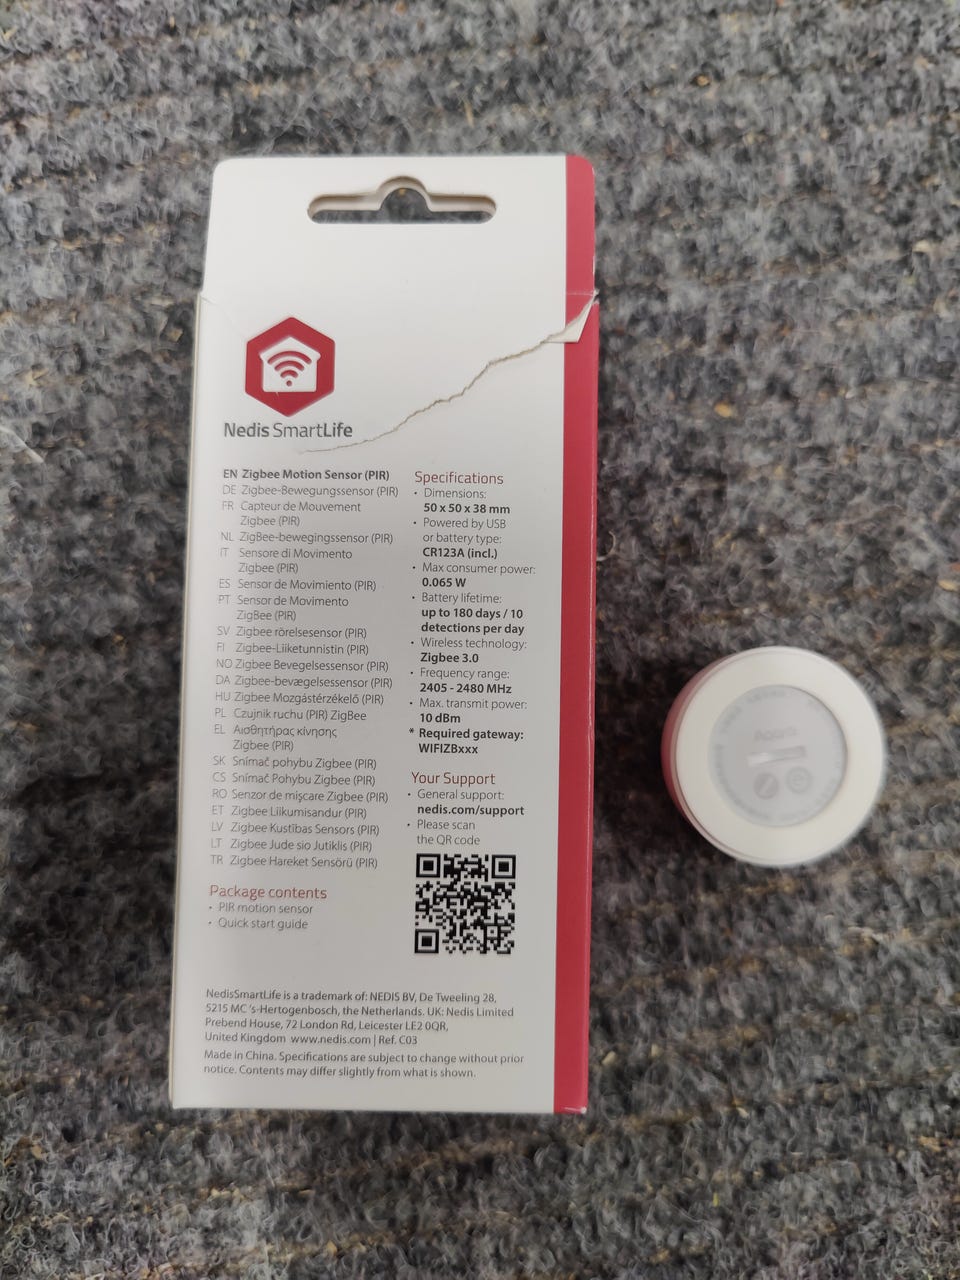 Nedis SmartLife
EN Zigbee Motion Sensor (PIR)
DE Zigbee-Bewegungssensor (PIR)
FR Capteur de Mouvement
Zigbee (PIR)
NL ZigBee-bewegingssensor (PIR)
IT Sensore di Movimento
Zigbee (PIR)
ES Sensor de Movimiento (PIR)
PT Sensor de Movimento
ZigBee (PIR)
SV Zigbee rörelsesensor (PIR)
FI Zigbee-Liiketunnistin (PIR)
NO Zigbee Bevegelsessensor (PIR)
DA Zigbee-bevægelsessensor (PIR)
HU Zigbee Mozgástérzékelő (PIR)
PL Czujnik ruchu (PIR) ZigBee
EL Αισθητήρας κίνησης
Zigbee (PIR)
SK Snímač pohybu Zigbee (PIR)
CS Snímač Pohybu Zigbee (PIR)
RO Senzor de mișcare Zigbee (PIR)
ET Zigbee Liikumisandur (PIR)
LV Zigbee Kustības Sensors (PIR)
LT Zigbee Jude sio Jutiklis (PIR)
TR Zigbee Hareket Sensörü (PIR)
Package contents
• PIR motion sensor
• Quick start guide
Specifications
• Dimensions:
50 x 50 x 38 mm
• Powered by USB
or battery type:
CR123A (incl.)
• Max consumer power:
0.065 W
• Battery lifetime:
up to 180 days / 10
detections per day
• Wireless technology:
Zigbee 3.0
• Frequency range:
2405 - 2480 MHz
• Max. transmit power:
10 dBm
* Required gateway:
WIFIZBxxx
Your Support
• General support:
nedis.com/support
• Please scan
the QR code
NedisSmartLife is a trademark of: NEDIS BV, De Tweeling 28,
5215 MC 's-Hertogenbosch, the Netherlands. UK: Nedis Limited
Prebend House, 72 London Rd, Leicester LE2 0QR,
United Kingdom www.nedis.com | Ref. C03
Made in China. Specifications are subject to change without prior
notice. Contents may differ slightly from what is shown.
Aqara